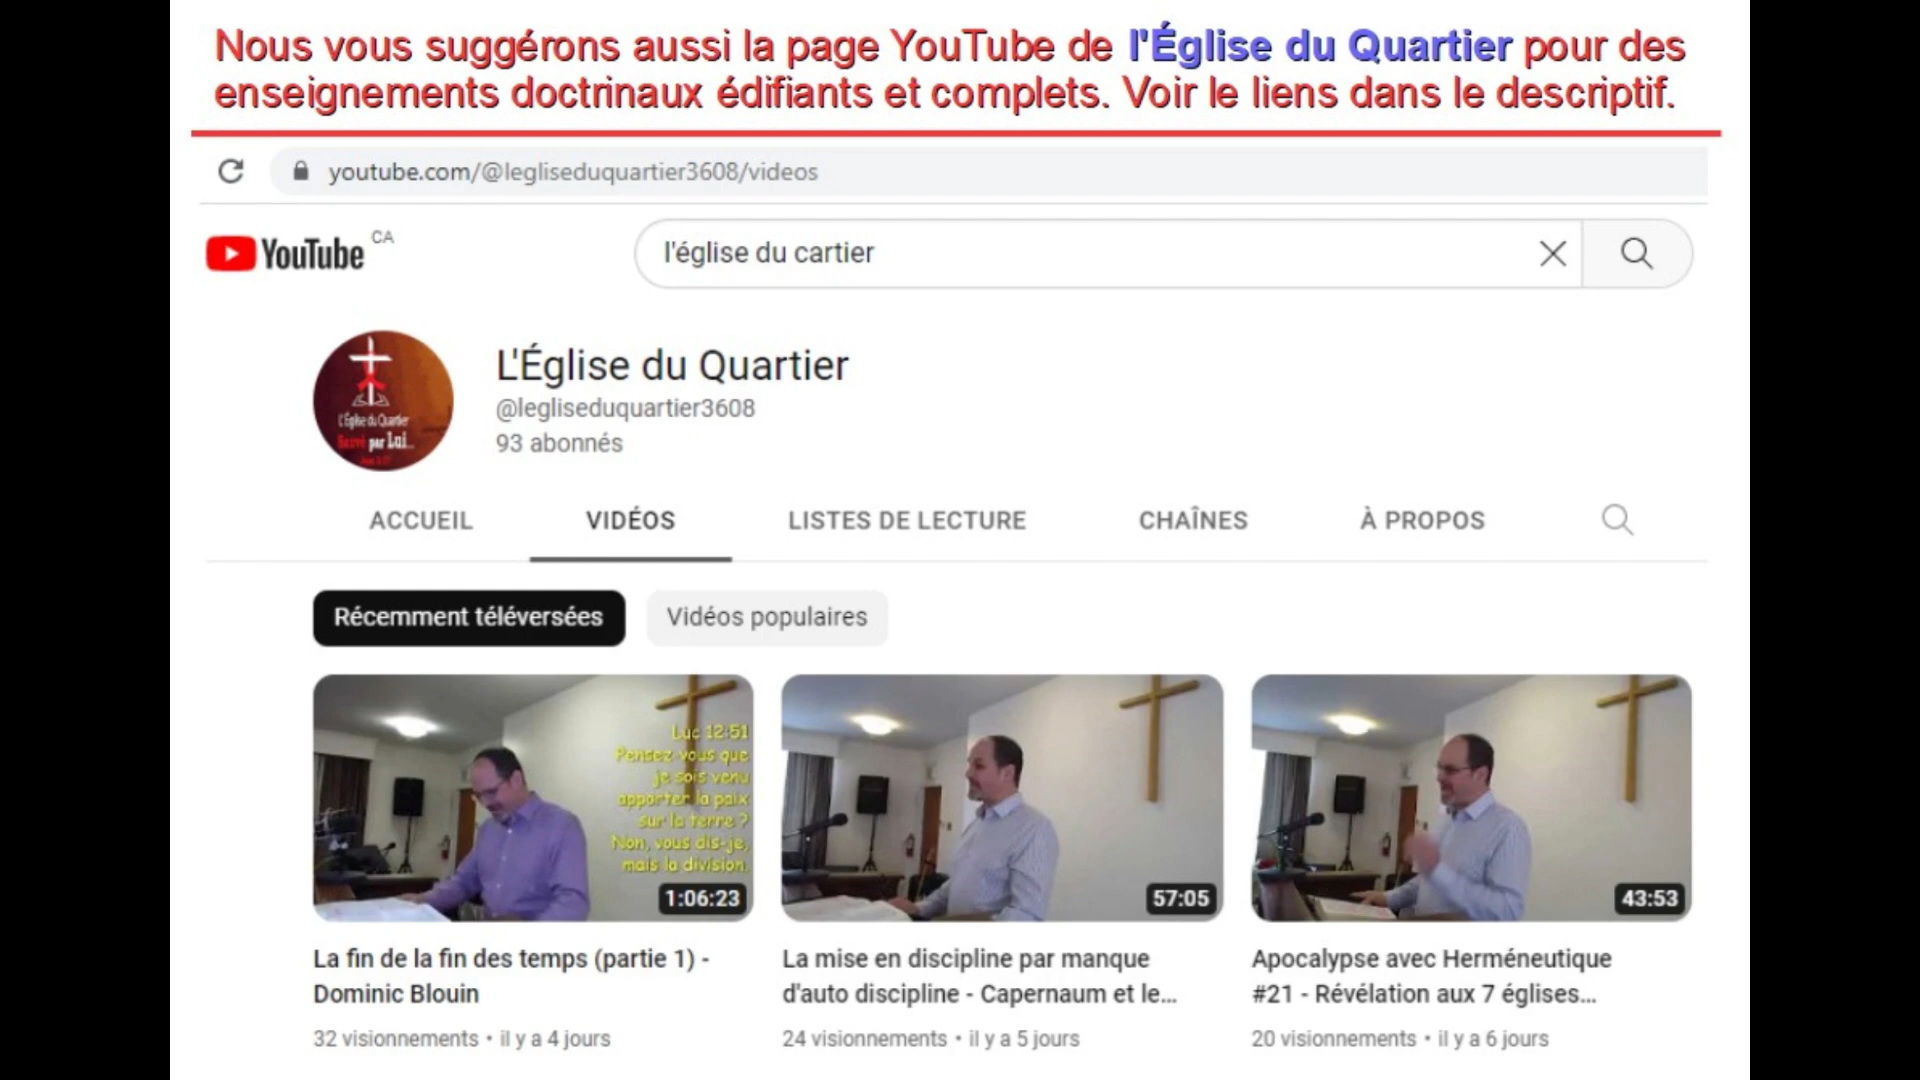 Nous vous suggérons aussi la page YouTube de l'Église du Quartier pour des
enseignements doctrinaux édifiants et complets. Voir le liens dans le descriptif.
youtube.com/@legliseduquartier3608/videos
YouTube CA
l'église du cartier
L'Église du Quartier
@legliseduquartier3608
93 abonnés
L'Église du Quartier
Sauvé par Lui...
ACCUEIL VIDÉOS LISTES DE LECTURE CHAÎNES À PROPOS
Récemment téléversées Vidéos populaires
Luc 12:51
Pensez-vous que
je sois venu
apporter la paix
sur la terre ?
Non, vous dis-je,
mais la division.
1:06:23 57:05 43:53
La fin de la fin des temps (partie 1) -
Dominic Blouin
32 visionnements • il y a 4 jours
La mise en discipline par manque
d'auto discipline - Capernaum et le...
24 visionnements • il y a 5 jours
Apocalypse avec Herméneutique
#21 - Révélation aux 7 églises...
20 visionnements • il y a 6 jours